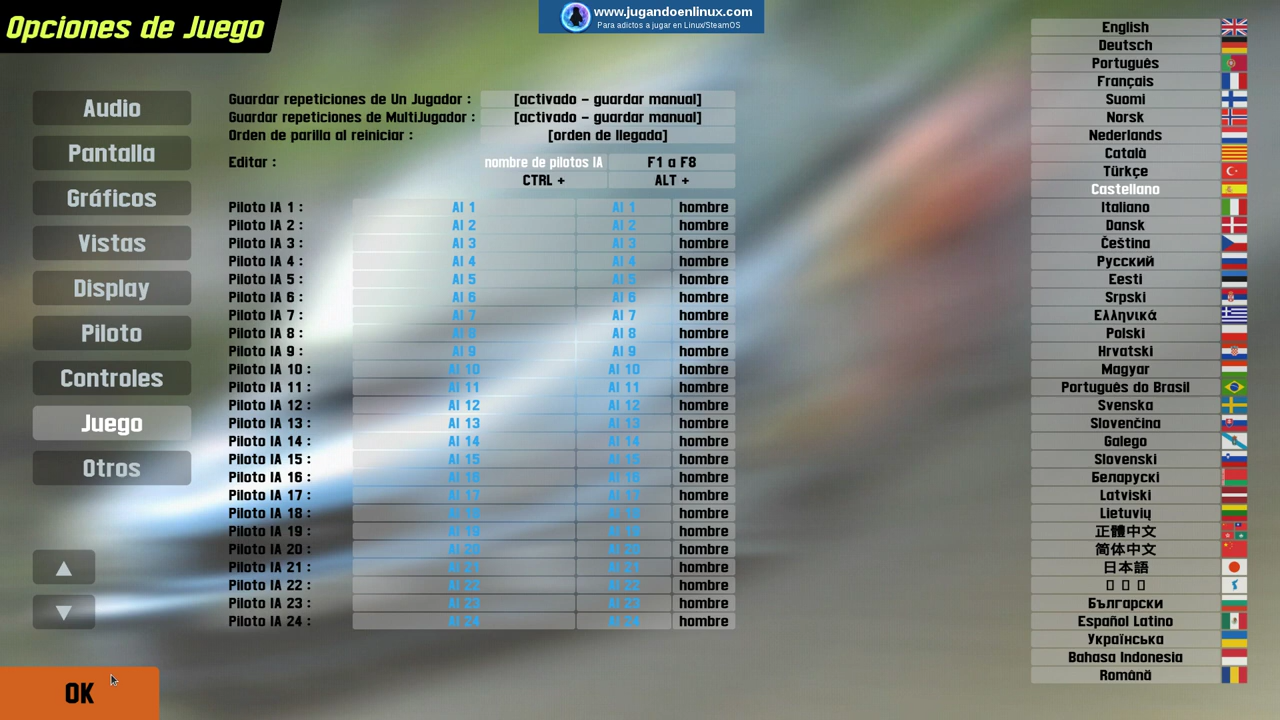 Opciones de Juego
www.jugandoenlinux.com
Para adictos a jugar en Linux/SteamOS
Audio
Pantalla
Gráficos
Vistas
Display
Piloto
Controles
Juego
Otros
▲
▼
OK
Guardar repeticiones de Un Jugador : [activado - guardar manual]
Guardar repeticiones de MultiJugador : [activado - guardar manual]
Orden de parilla al reiniciar : [orden de llegada]
Editar : nombre de pilotos IA F1 a F8
CTRL + ALT +
Piloto IA 1 : AI 1 AI 1 hombre
Piloto IA 2 : AI 2 AI 2 hombre
Piloto IA 3 : AI 3 AI 3 hombre
Piloto IA 4 : AI 4 AI 4 hombre
Piloto IA 5 : AI 5 AI 5 hombre
Piloto IA 6 : AI 6 AI 6 hombre
Piloto IA 7 : AI 7 AI 7 hombre
Piloto IA 8 : AI 8 AI 8 hombre
Piloto IA 9 : AI 9 AI 9 hombre
Piloto IA 10 : AI 10 AI 10 hombre
Piloto IA 11 : AI 11 AI 11 hombre
Piloto IA 12 : AI 12 AI 12 hombre
Piloto IA 13 : AI 13 AI 13 hombre
Piloto IA 14 : AI 14 AI 14 hombre
Piloto IA 15 : AI 15 AI 15 hombre
Piloto IA 16 : AI 16 AI 16 hombre
Piloto IA 17 : AI 17 AI 17 hombre
Piloto IA 18 : AI 18 AI 18 hombre
Piloto IA 19 : AI 19 AI 19 hombre
Piloto IA 20 : AI 20 AI 20 hombre
Piloto IA 21 : AI 21 AI 21 hombre
Piloto IA 22 : AI 22 AI 22 hombre
Piloto IA 23 : AI 23 AI 23 hombre
Piloto IA 24 : AI 24 AI 24 hombre
English
Deutsch
Português
Français
Suomi
Norsk
Nederlands
Català
Türkçe
Castellano
Italiano
Dansk
Čeština
Русский
Eesti
Srpski
Ελληνικά
Polski
Hrvatski
Magyar
Português do Brasil
Svenska
Slovenčina
Galego
Slovenski
Беларускі
Latviski
Lietuvių
正體中文
简体中文
日本語
Български
Español Latino
Українська
Bahasa Indonesia
Română